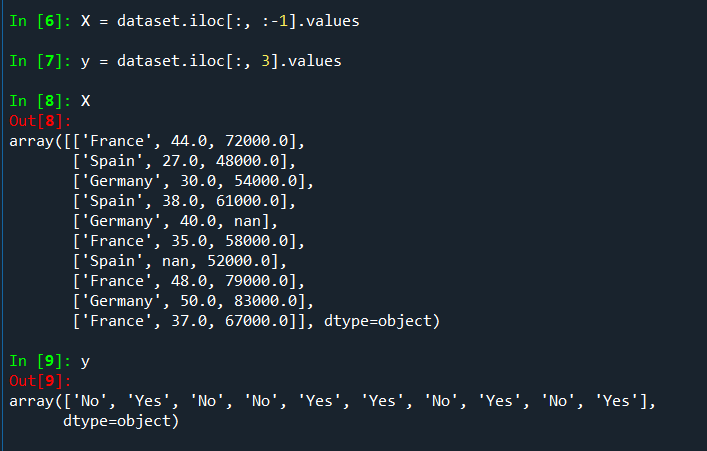 In [6]: X = dataset.iloc[:, :-1].values
In [7]: y = dataset.iloc[:, 3].values
In [8]: X
Out[8]:
array([['France', 44.0, 72000.0],
['Spain', 27.0, 48000.0],
['Germany', 30.0, 54000.0],
['Spain', 38.0, 61000.0],
['Germany', 40.0, nan],
['France', 35.0, 58000.0],
['Spain', nan, 52000.0],
['France', 48.0, 79000.0],
['Germany', 50.0, 83000.0],
['France', 37.0, 67000.0]], dtype=object)
In [9]: y
Out[9]:
array(['No', 'Yes', 'No', 'No', 'Yes', 'Yes', 'No', 'Yes', 'No', 'Yes'],
dtype=object)